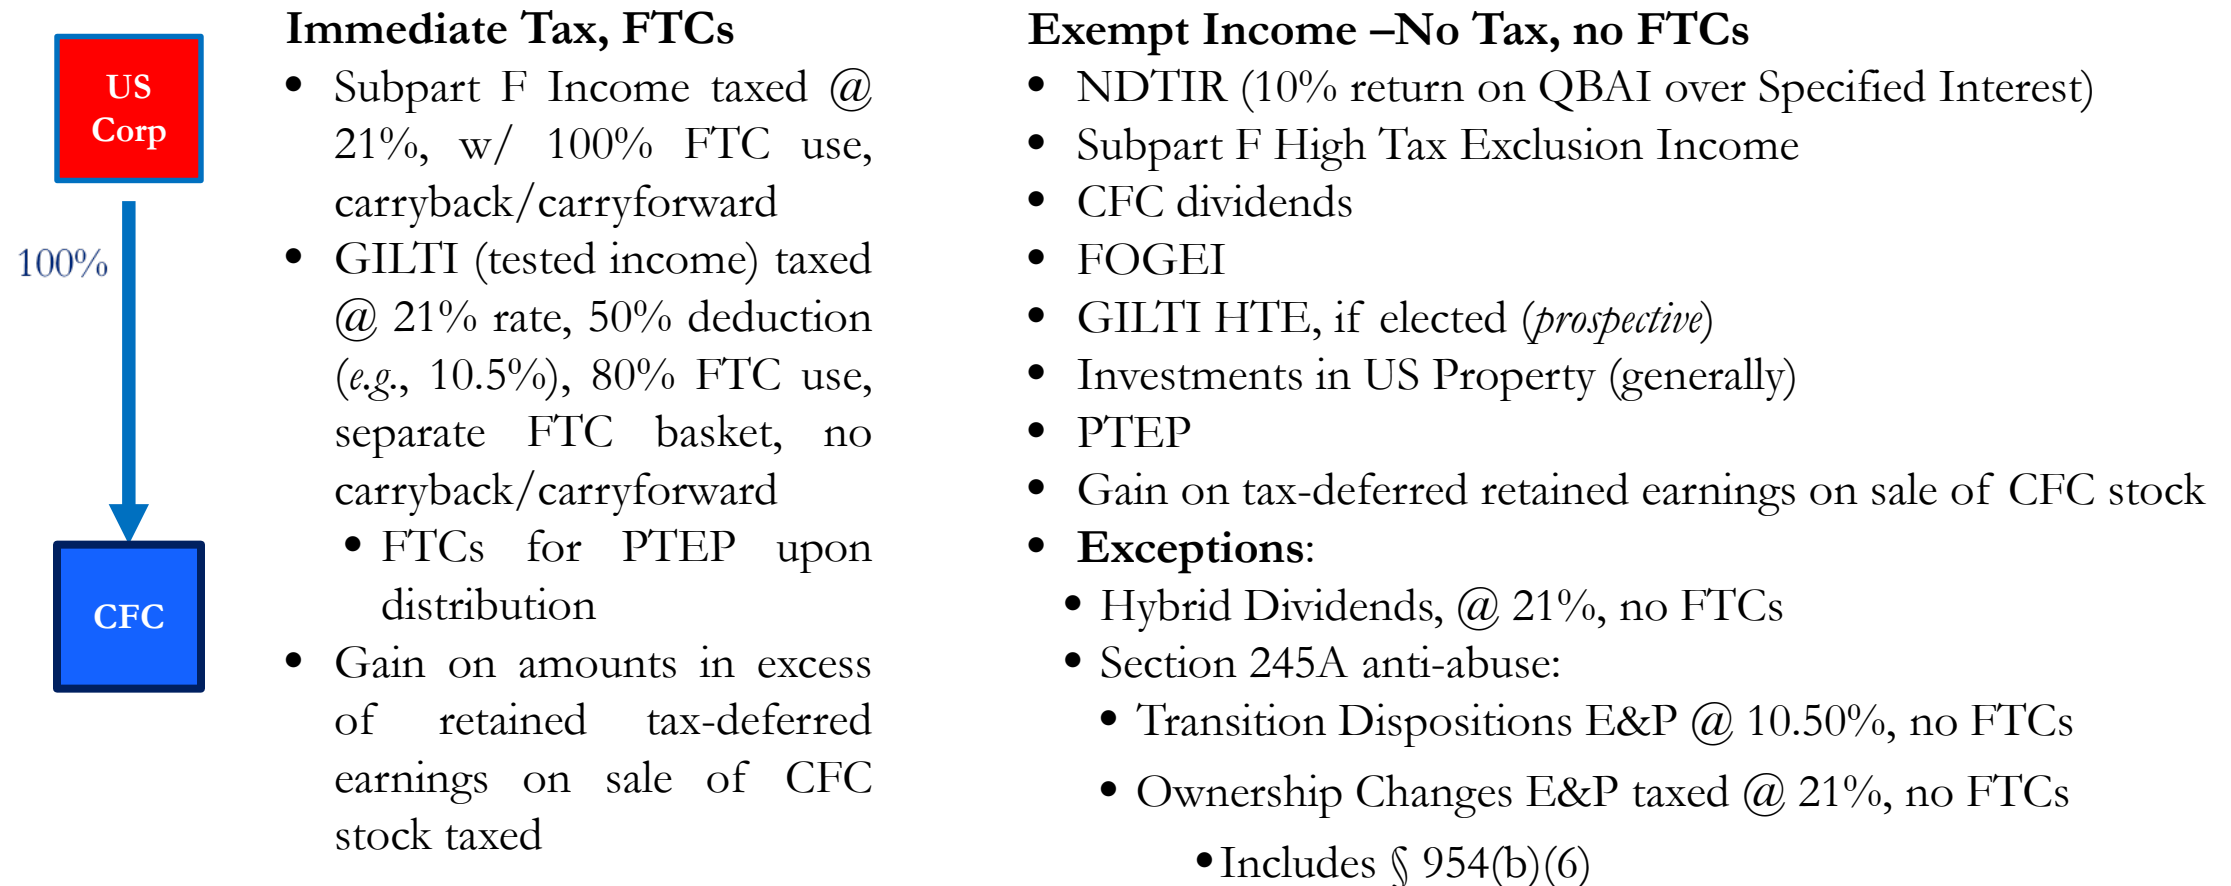 US
Corp
100%
CFC
Immediate Tax, FTCs
• Subpart F Income taxed @
21%, w/ 100% FTC use,
carryback/carryforward
• GILTI (tested income) taxed
@ 21% rate, 50% deduction
(e.g., 10.5%), 80% FTC use,
separate FTC basket, no
carryback/carryforward
• FTCs for PTEP upon
distribution
• Gain on amounts in excess
of retained tax-deferred
earnings on sale of CFC
stock taxed
Exempt Income –No Tax, no FTCs
• NDTIR (10% return on QBAI over Specified Interest)
• Subpart F High Tax Exclusion Income
• CFC dividends
• FOGEI
• GILTI HTE, if elected (prospective)
• Investments in US Property (generally)
• PTEP
• Gain on tax-deferred retained earnings on sale of CFC stock
• Exceptions:
• Hybrid Dividends, @ 21%, no FTCs
• Section 245A anti-abuse:
• Transition Dispositions E&P @ 10.50%, no FTCs
• Ownership Changes E&P taxed @ 21%, no FTCs
• Includes § 954(b)(6)